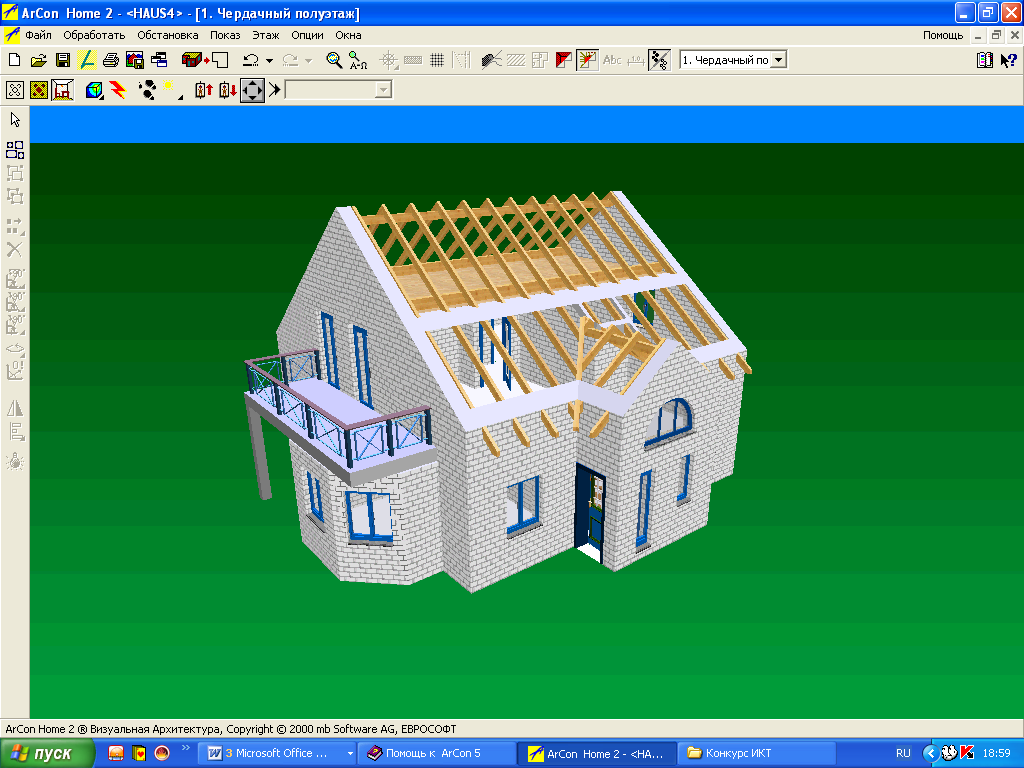 ArCon Home 2 - <HAUS4> - [1. Чердачный полуэтаж]
Файл Обработать Обстановка Показ Этаж Опции Окна Помощь
A-Ω Abc 1. Чердачный по
ArCon Home 2 ® Визуальная Архитектура, Copyright © 2000 mb Software AG, ЕВРОСОФТ
пуск 3 Microsoft Office ... Помощь к ArCon 5 ArCon Home 2 - <HA... Конкурс ИКТ RU 18:59